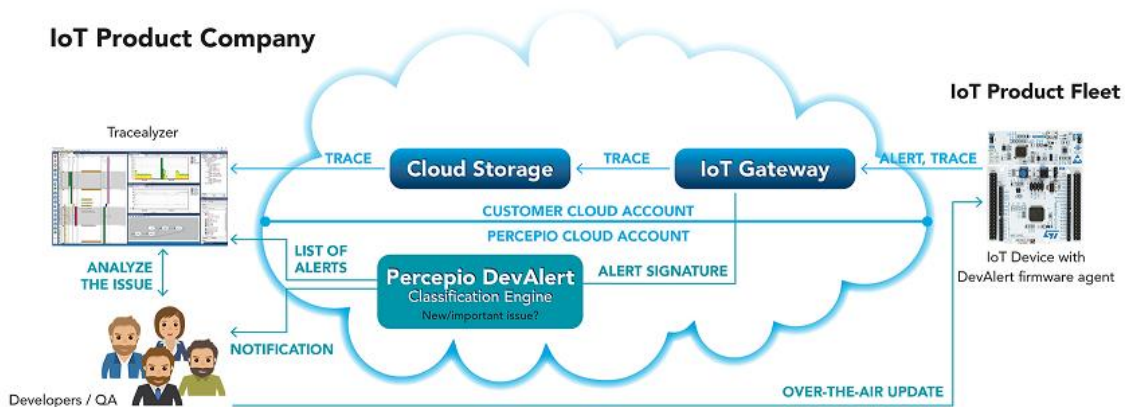 IoT Product Company
IoT Product Fleet
Tracealyzer
TRACE
Cloud Storage
TRACE
IoT Gateway
ALERT, TRACE
CUSTOMER CLOUD ACCOUNT
PERCEPIO CLOUD ACCOUNT
LIST OF
ALERTS
Percepio DevAlert
Classification Engine
New/important issue?
ALERT SIGNATURE
IoT Device with
DevAlert firmware agent
ANALYZE
THE ISSUE
NOTIFICATION
Developers / QA
OVER-THE-AIR UPDATE